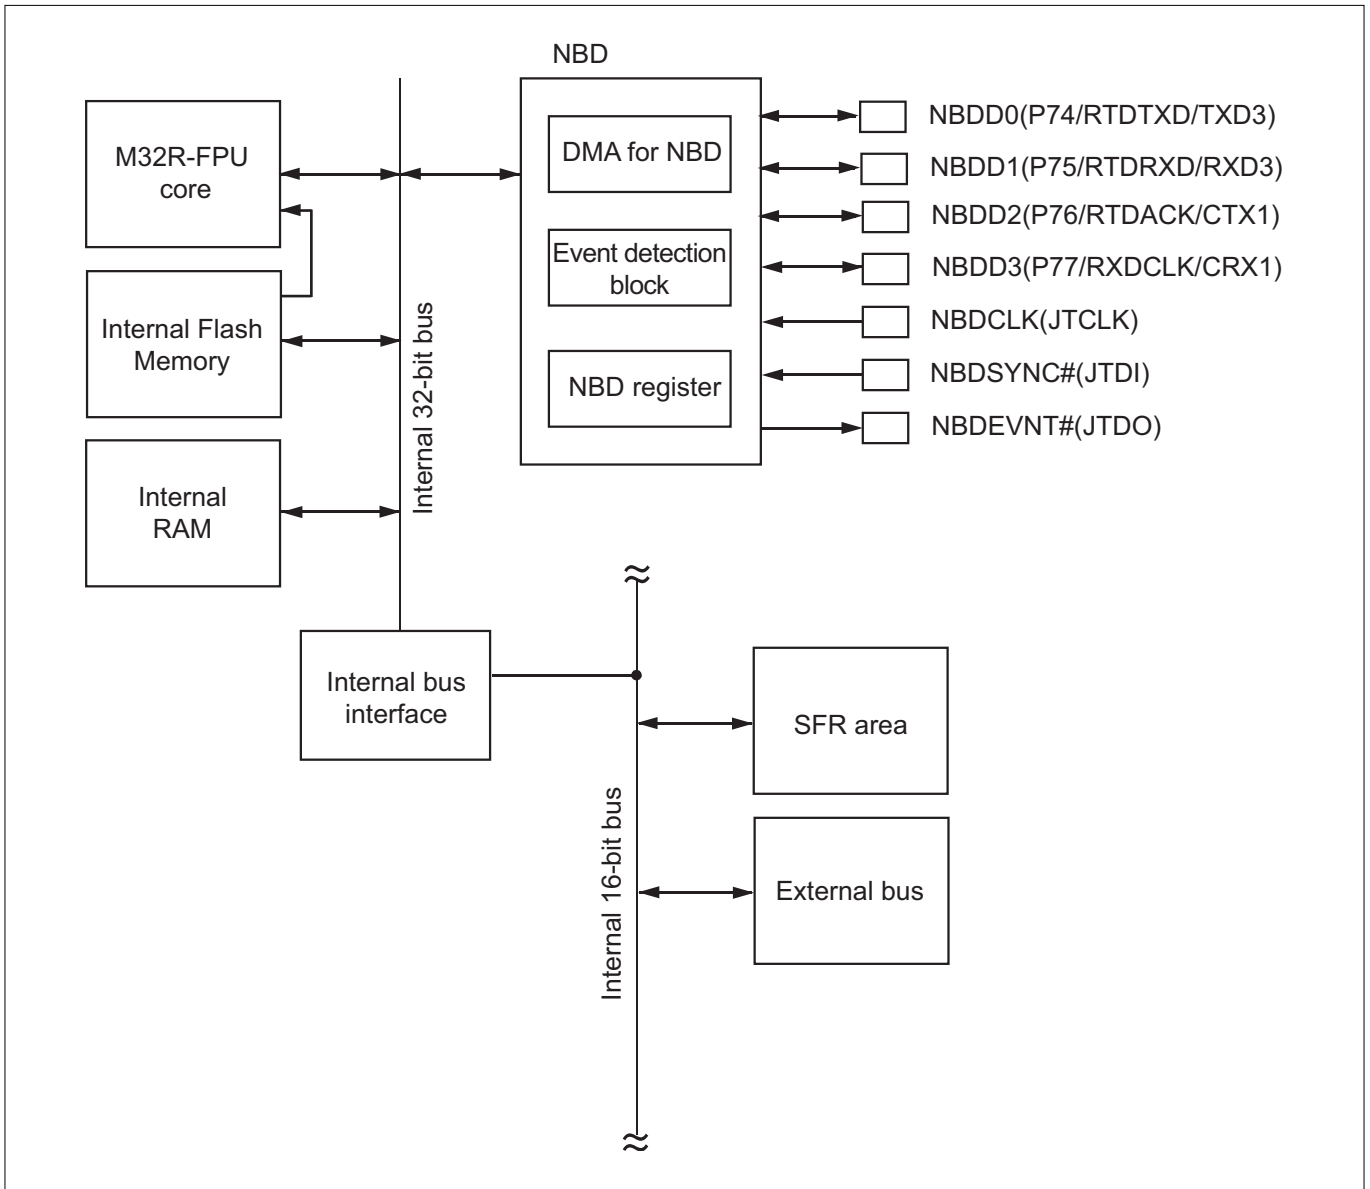 NBD
M32R-FPU
core
Internal Flash
Memory
Internal
RAM
Internal 32-bit bus
DMA for NBD
Event detection
block
NBD register
NBDD0(P74/RTDTXD/TXD3)
NBDD1(P75/RTDRXD/RXD3)
NBDD2(P76/RTDACK/CTX1)
NBDD3(P77/RXDCLK/CRX1)
NBDCLK(JTCLK)
NBDSYNC#(JTDI)
NBDEVNT#(JTDO)
Internal bus
interface
Internal 16-bit bus
SFR area
External bus